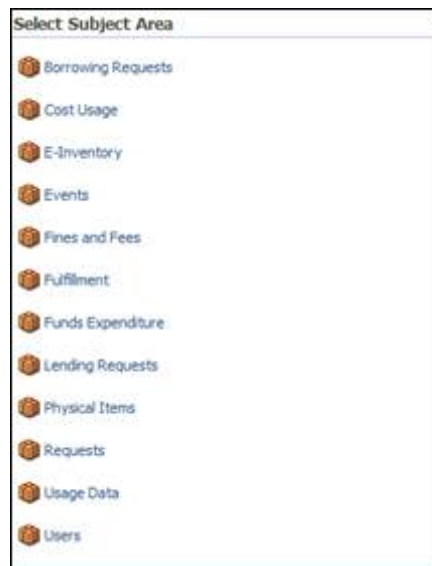 Select Subject Area
Borrowing Requests
Cost Usage
E-Inventory
Events
Fines and Fees
Fulfillment
Funds Expenditure
Lending Requests
Physical Items
Requests
Usage Data
Users